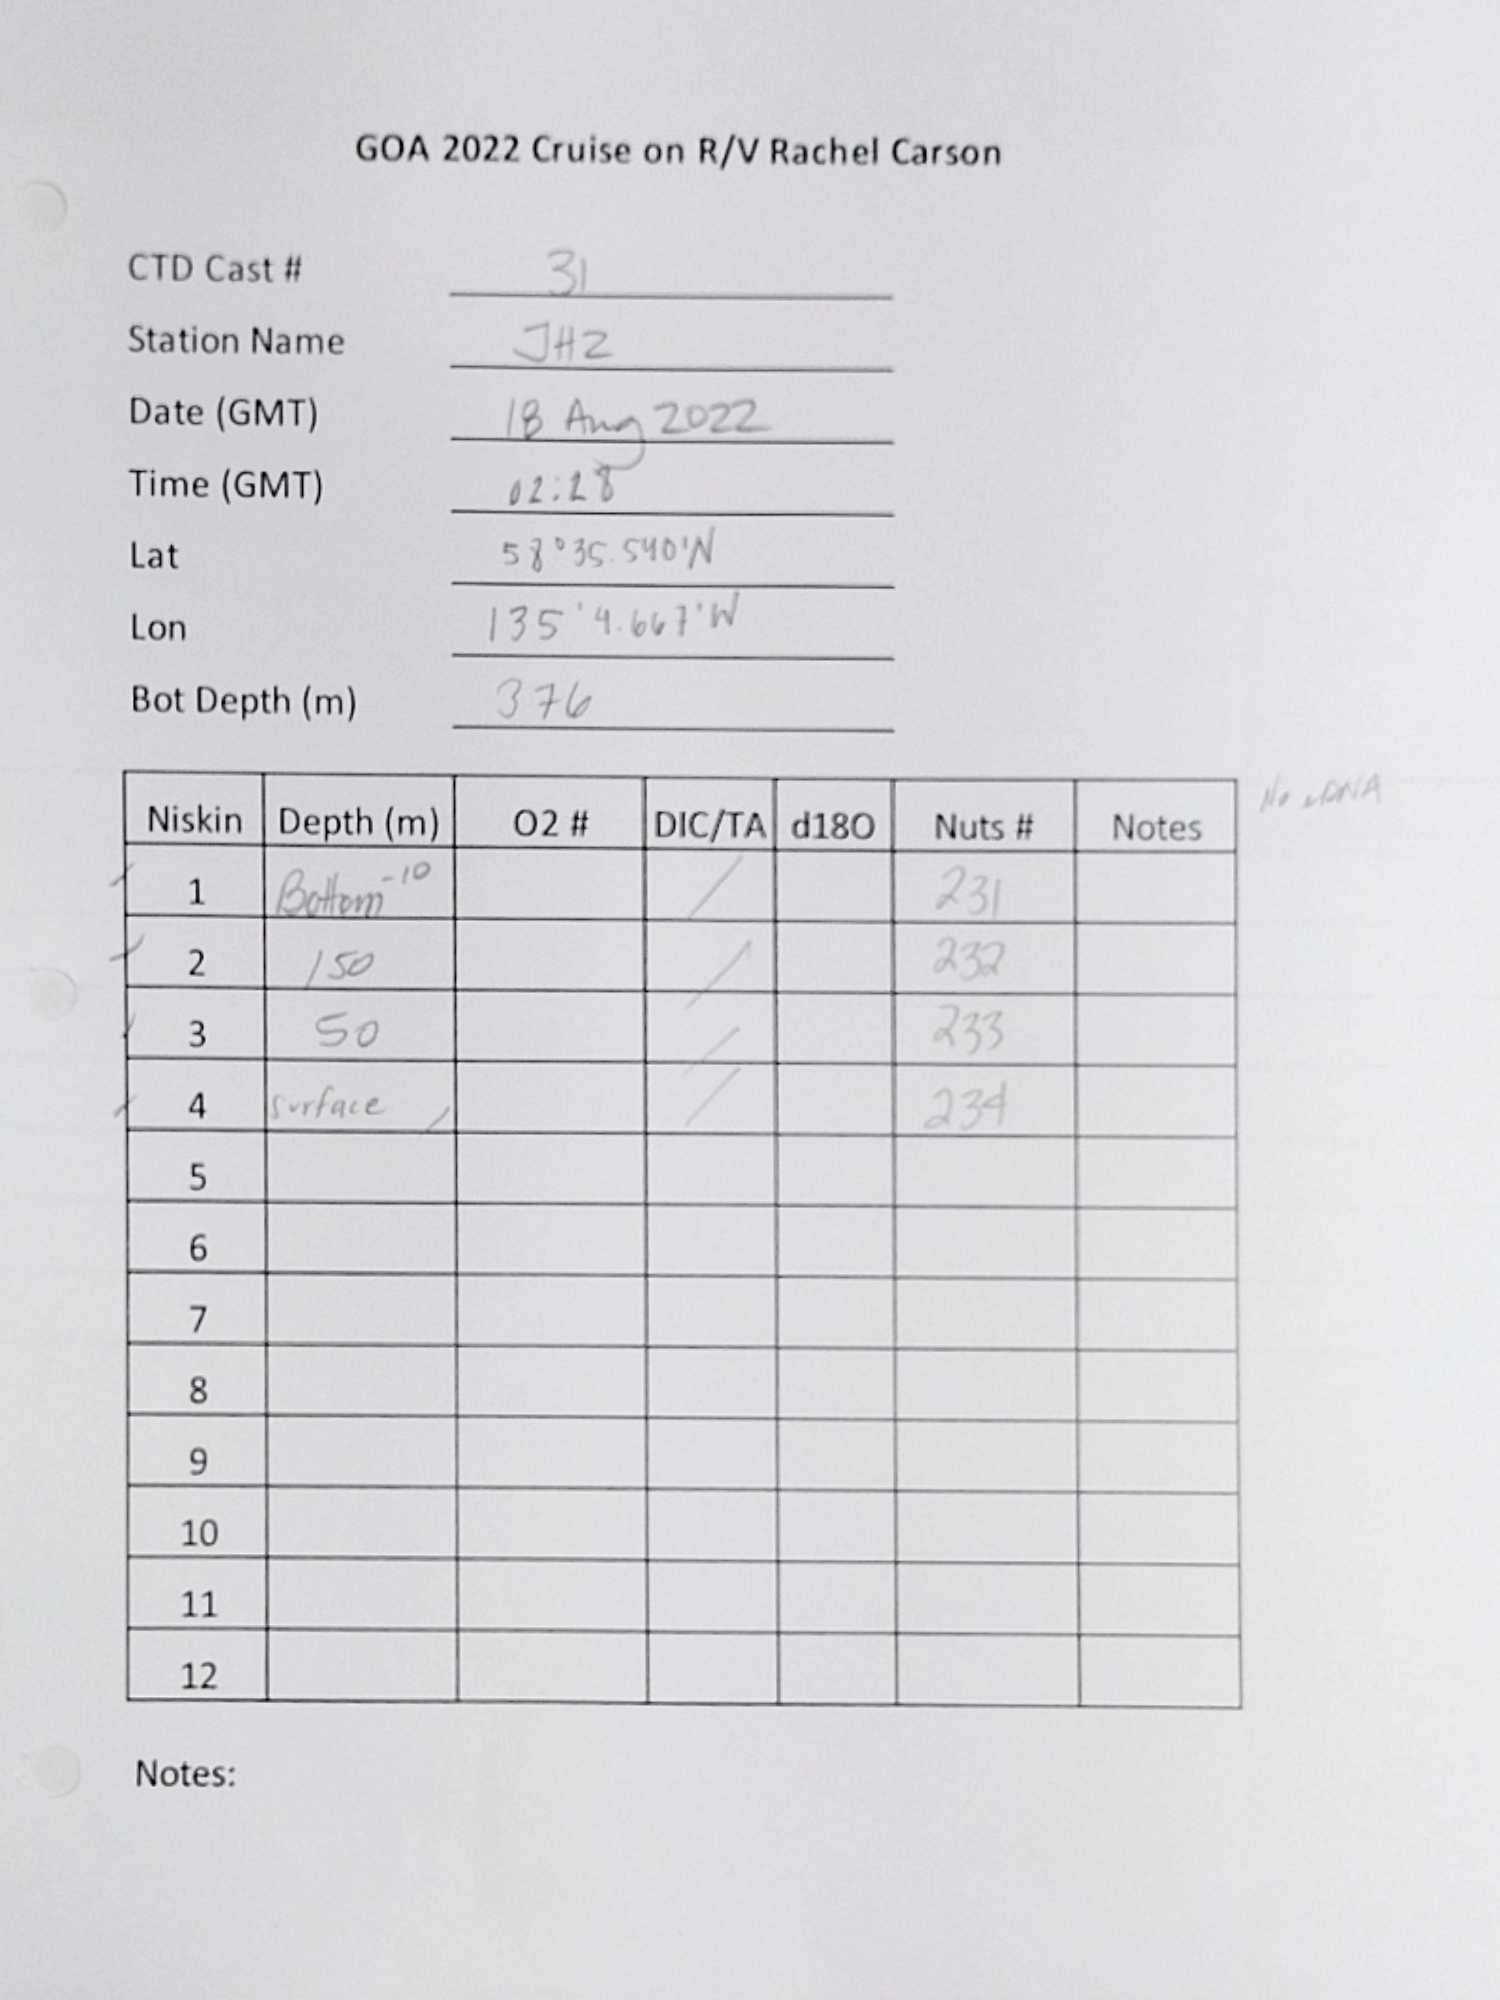 GOA 2022 Cruise on R/V Rachel Carson
CTD Cast # 31
Station Name JH2
Date (GMT) 18 Aug 2022
Time (GMT) 02:28
Lat 58°35.540'N
Lon 135'4.667'W
Bot Depth (m) 376
No eDNA
Niskin Depth (m) O2 # DIC/TA d18O Nuts # Notes
/ 1 Bottom-10 / 231
/ 2 150 / 232
/ 3 50 / 233
/ 4 surface / / 234
5
6
7
8
9
10
11
12
Notes: